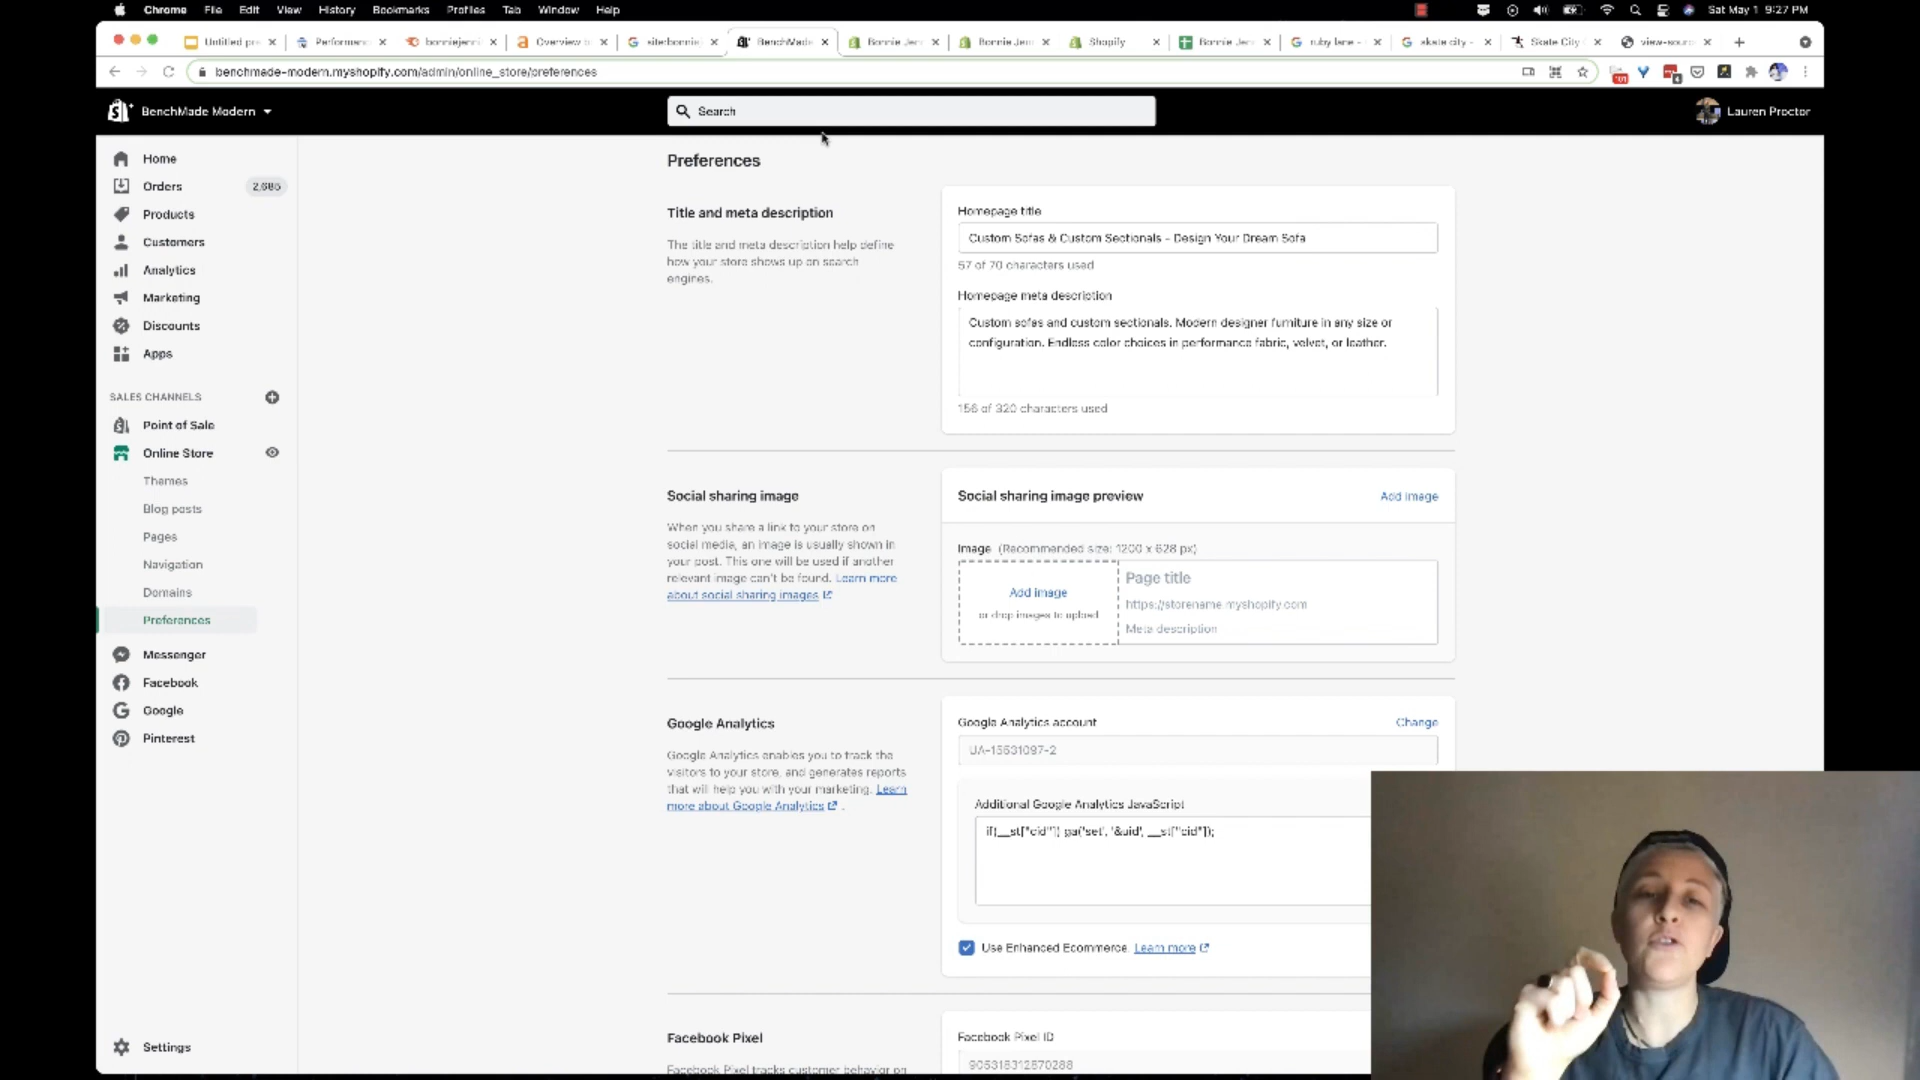 Chrome File Edit View History Bookmarks Profiles Tab Window Help Sat May 1 9:27 PM
Untitled pre Performanc bonniejenni Overview siterbonnie BenchMade Bonnie Jen Bonnie Jenn Shopify Bonnie Jen ruby lane - skate city - Skate City view-sourc
benchmade-modern.myshopify.com/admin/online_store/preferences
BenchMade Modern Search Lauren Proctor
Home
Orders 2,685
Products
Customers
Analytics
Marketing
Discounts
Apps
SALES CHANNELS
Point of Sale
Online Store
Themes
Blog posts
Pages
Navigation
Domains
Preferences
Messenger
Facebook
Google
Pinterest
Settings
Preferences
Title and meta description
The title and meta description help define
how your store shows up on search
engines.
Homepage title
Custom Sofas & Custom Sectionals - Design Your Dream Sofa
57 of 70 characters used
Homepage meta description
Custom sofas and custom sectionals. Modern designer furniture in any size or
configuration. Endless color choices in performance fabric, velvet, or leather.
156 of 320 characters used
Social sharing image
When you share a link to your store on
social media, an image is usually shown in
your post. This one will be used if another
relevant image can't be found. Learn more
about social sharing images
Social sharing image preview Add image
Image (Recommended size: 1200 x 628 px)
Add image
or drop images to upload
Page title
https://storename.myshopify.com
Meta description
Google Analytics
Google Analytics enables you to track the
visitors to your store, and generates reports
that will help you with your marketing. Learn
more about Google Analytics .
Google Analytics account Change
UA-15631097-2
Additional Google Analytics JavaScript
if(__st["cid"]) ga('set', '&uid', __st["cid"]);
Use Enhanced Ecommerce. Learn more
Facebook Pixel
Facebook Pixel tracks customer behavior on
Facebook Pixel ID
905318312870288